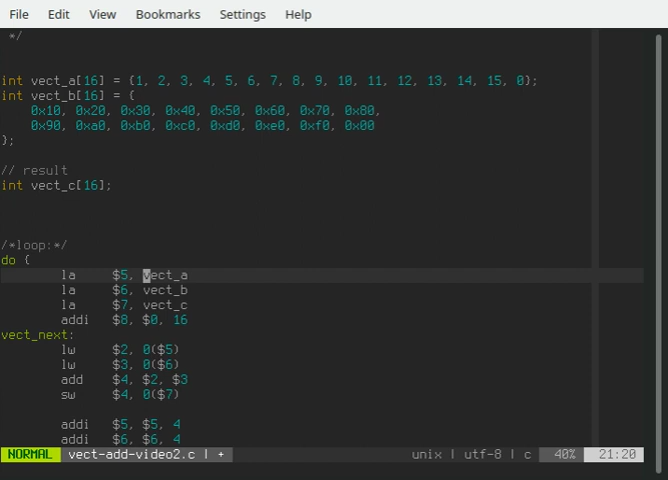 File Edit View Bookmarks Settings Help
*/
int vect_a[16] = {1, 2, 3, 4, 5, 6, 7, 8, 9, 10, 11, 12, 13, 14, 15, 0};
int vect_b[16] = {
0x10, 0x20, 0x30, 0x40, 0x50, 0x60, 0x70, 0x80,
0x90, 0xa0, 0xb0, 0xc0, 0xd0, 0xe0, 0xf0, 0x00
};
// result
int vect_c[16];
/*loop:*/
do {
la $5, vect_a
la $6, vect_b
la $7, vect_c
addi $8, $0, 16
vect_next:
lw $2, 0($5)
lw $3, 0($6)
add $4, $2, $3
sw $4, 0($7)
addi $5, $5, 4
addi $6, $6, 4
NORMAL vect-add-video2.c | + unix | utf-8 | c 40% 21:20